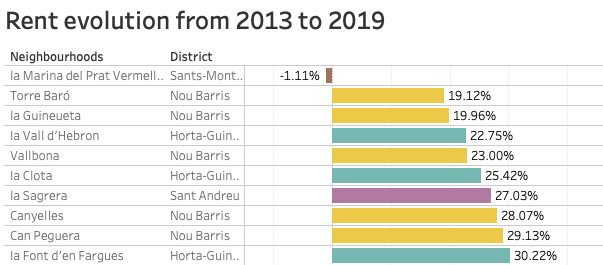 Rent evolution from 2013 to 2019
Neighbourhoods District
la Marina del Prat Vermell.. Sants-Mont.. -1.11%
Torre Baró Nou Barris 19.12%
la Guineueta Nou Barris 19.96%
la Vall d'Hebron Horta-Guin.. 22.75%
Vallbona Nou Barris 23.00%
la Clota Horta-Guin.. 25.42%
la Sagrera Sant Andreu 27.03%
Canyelles Nou Barris 28.07%
Can Peguera Nou Barris 29.13%
la Font d'en Fargues Horta-Guin.. 30.22%